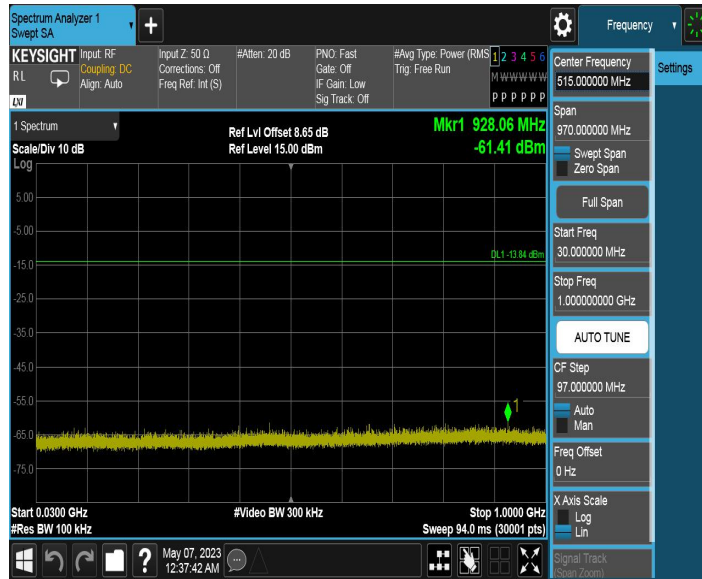 Spectrum Analyzer 1
Swept SA
+
Frequency
KEYSIGHT
RL
LXI
Input: RF
Coupling: DC
Align: Auto
Input Z: 50 Ω
Corrections: Off
Freq Ref: Int (S)
#Atten: 20 dB
PNO: Fast
Gate: Off
IF Gain: Low
Sig Track: Off
#Avg Type: Power (RMS
Trig: Free Run
1 2 3 4 5 6
M W W W W W
P P P P P P
Center Frequency
515.000000 MHz
Settings
Span
970.000000 MHz
Swept Span
Zero Span
Full Span
Start Freq
30.000000 MHz
Stop Freq
1.000000000 GHz
AUTO TUNE
CF Step
97.000000 MHz
Auto
Man
Freq Offset
0 Hz
X Axis Scale
Log
Lin
Signal Track
(Span Zoom)
1 Spectrum
Scale/Div 10 dB
Log
Ref Lvl Offset 8.65 dB
Ref Level 15.00 dBm
Mkr1 928.06 MHz
-61.41 dBm
5.00
-5.00
DL1 -13.84 dBm
-15.0
-25.0
-35.0
-45.0
-55.0
1
-65.0
-75.0
Start 0.0300 GHz
#Res BW 100 kHz
#Video BW 300 kHz
Stop 1.0000 GHz
Sweep 94.0 ms (30001 pts)
?
May 07, 2023
12:37:42 AM